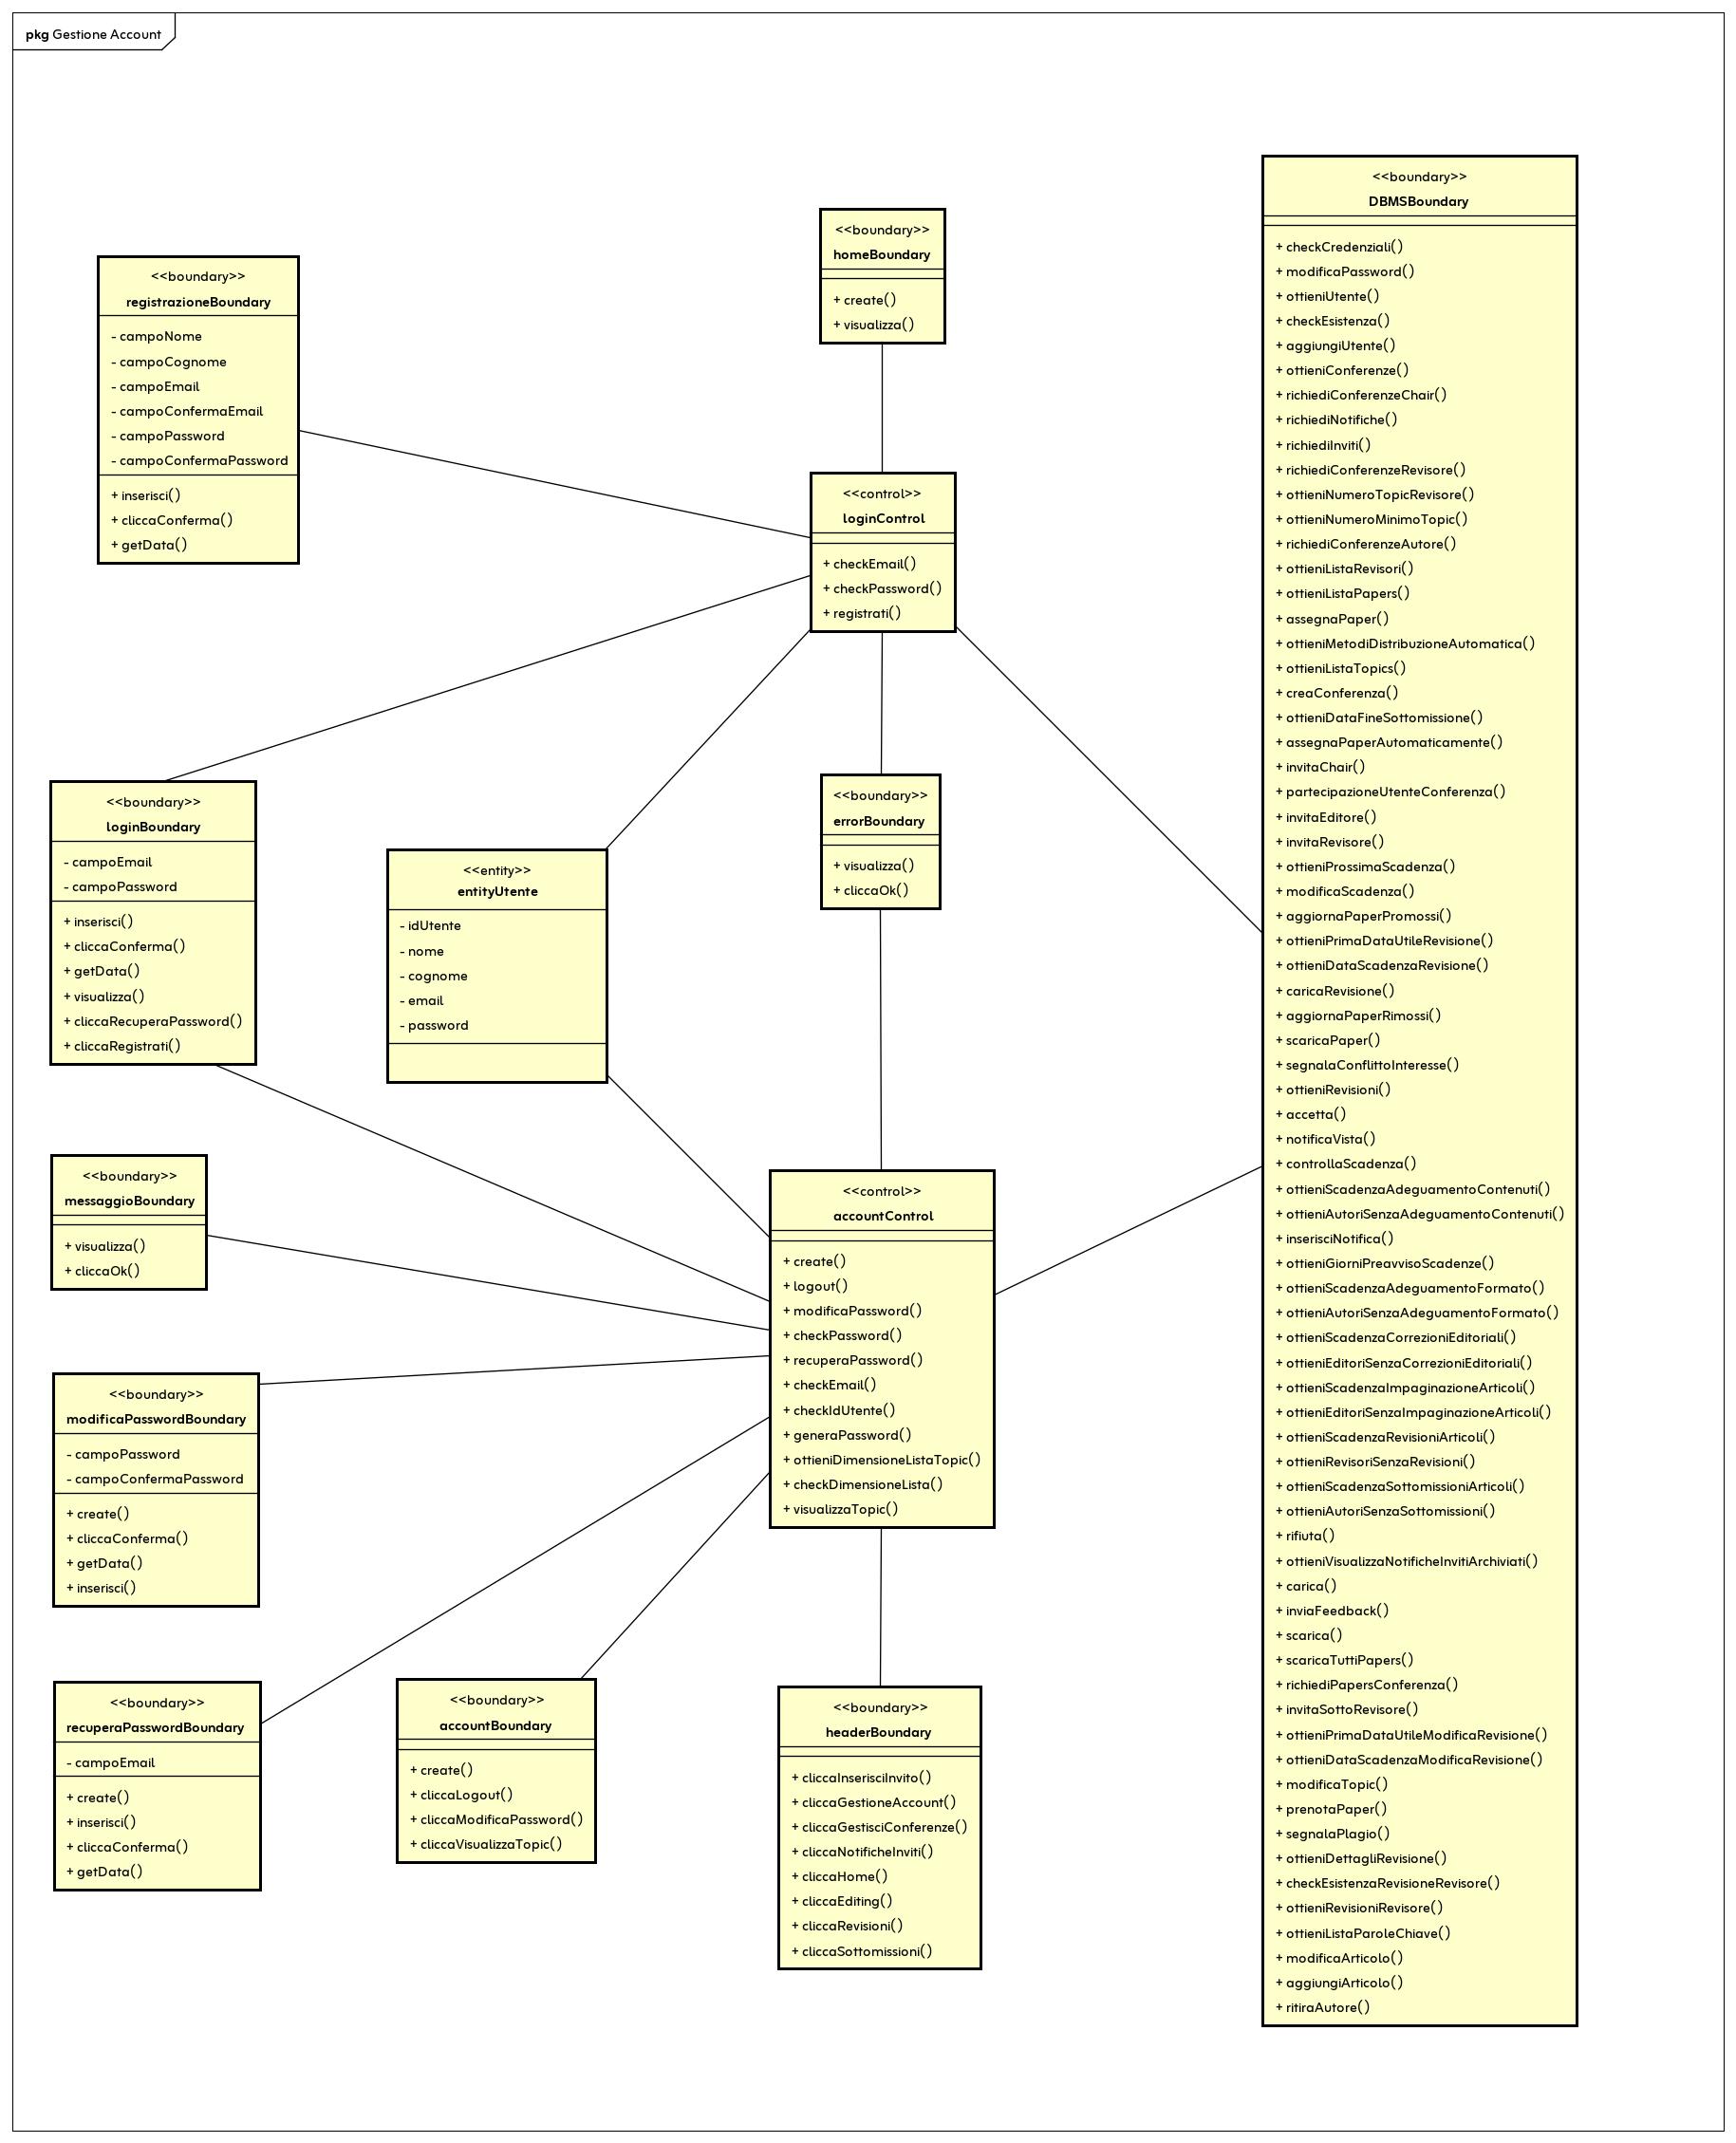 pkg Gestione Account
<<boundary>>
registrazioneBoundary
- campoNome
- campoCognome
- campoEmail
- campoConfermaEmail
- campoPassword
- campoConfermaPassword
+ inserisci()
+ cliccaConferma()
+ getData()
<<boundary>>
homeBoundary
+ create()
+ visualizza()
<<control>>
loginControl
+ checkEmail()
+ checkPassword()
+ registrati()
<<boundary>>
loginBoundary
- campoEmail
- campoPassword
+ inserisci()
+ cliccaConferma()
+ getData()
+ visualizza()
+ cliccaRecuperaPassword()
+ cliccaRegistrati()
<<entity>>
entityUtente
- idUtente
- nome
- cognome
- email
- password
<<boundary>>
errorBoundary
+ visualizza()
+ cliccaOk()
<<boundary>>
messaggioBoundary
+ visualizza()
+ cliccaOk()
<<control>>
accountControl
+ create()
+ logout()
+ modificaPassword()
+ checkPassword()
+ recuperaPassword()
+ checkEmail()
+ checkIdUtente()
+ generaPassword()
+ ottieniDimensioneListaTopic()
+ checkDimensioneLista()
+ visualizzaTopic()
<<boundary>>
modificaPasswordBoundary
- campoPassword
- campoConfermaPassword
+ create()
+ cliccaConferma()
+ getData()
+ inserisci()
<<boundary>>
recuperaPasswordBoundary
- campoEmail
+ create()
+ inserisci()
+ cliccaConferma()
+ getData()
<<boundary>>
accountBoundary
+ create()
+ cliccaLogout()
+ cliccaModificaPassword()
+ cliccaVisualizzaTopic()
<<boundary>>
headerBoundary
+ cliccaInserisciInvito()
+ cliccaGestioneAccount()
+ cliccaGestisciConferenze()
+ cliccaNotificheInviti()
+ cliccaHome()
+ cliccaEditing()
+ cliccaRevisioni()
+ cliccaSottomissioni()
<<boundary>>
DBMSBoundary
+ checkCredenziali()
+ modificaPassword()
+ ottieniUtente()
+ checkEsistenza()
+ aggiungiUtente()
+ ottieniConferenze()
+ richiediConferenzeChair()
+ richiediNotifiche()
+ richiediInviti()
+ richiediConferenzeRevisore()
+ ottieniNumeroTopicRevisore()
+ ottieniNumeroMinimoTopic()
+ richiediConferenzeAutore()
+ ottieniListaRevisori()
+ ottieniListaPapers()
+ assegnaPaper()
+ ottieniMetodiDistribuzioneAutomatica()
+ ottieniListaTopics()
+ creaConferenza()
+ ottieniDataFineSottomissione()
+ assegnaPaperAutomaticamente()
+ invitaChair()
+ partecipazioneUtenteConferenza()
+ invitaEditore()
+ invitaRevisore()
+ ottieniProssimaScadenza()
+ modificaScadenza()
+ aggiornaPaperPromossi()
+ ottieniPrimaDataUtileRevisione()
+ ottieniDataScadenzaRevisione()
+ caricaRevisione()
+ aggiornaPaperRimossi()
+ scaricaPaper()
+ segnalaConflittoInteresse()
+ ottieniRevisioni()
+ accetta()
+ notificaVista()
+ controllaScadenza()
+ ottieniScadenzaAdeguamentoContenuti()
+ ottieniAutoriSenzaAdeguamentoContenuti()
+ inserisciNotifica()
+ ottieniGiorniPreavvisoScadenze()
+ ottieniScadenzaAdeguamentoFormato()
+ ottieniAutoriSenzaAdeguamentoFormato()
+ ottieniScadenzaCorrezioniEditoriali()
+ ottieniEditoriSenzaCorrezioniEditoriali()
+ ottieniScadenzaImpaginazioneArticoli()
+ ottieniEditoriSenzaImpaginazioneArticoli()
+ ottieniScadenzaRevisioniArticoli()
+ ottieniRevisoriSenzaRevisioni()
+ ottieniScadenzaSottomissioniArticoli()
+ ottieniAutoriSenzaSottomissioni()
+ rifiuta()
+ ottieniVisualizzaNotificheInvitiArchiviati()
+ carica()
+ inviaFeedback()
+ scarica()
+ scaricaTuttiPapers()
+ richiediPapersConferenza()
+ invitaSottoRevisore()
+ ottieniPrimaDataUtileModificaRevisione()
+ ottieniDataScadenzaModificaRevisione()
+ modificaTopic()
+ prenotaPaper()
+ segnalaPlagio()
+ ottieniDettagliRevisione()
+ checkEsistenzaRevisioneRevisore()
+ ottieniRevisioniRevisore()
+ ottieniListaParoleChiave()
+ modificaArticolo()
+ aggiungiArticolo()
+ ritiraAutore()